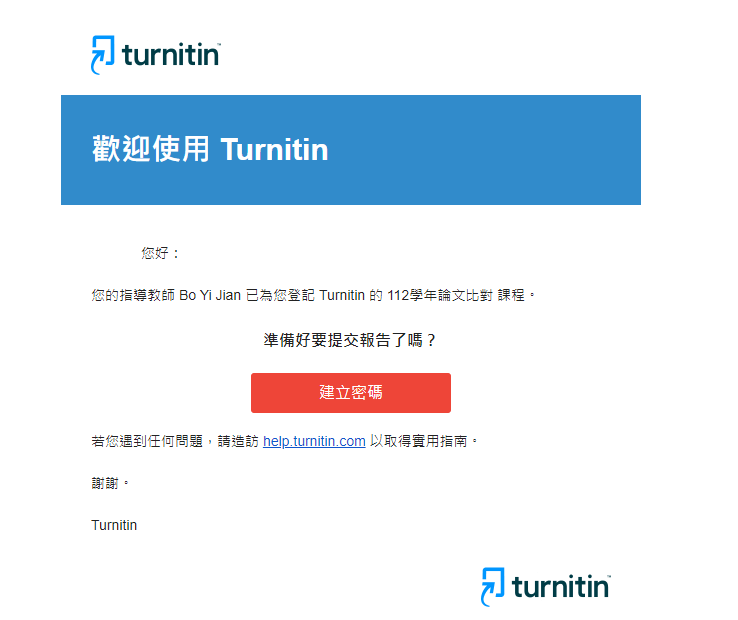 turnitin™
歡迎使用 Turnitin
您好：
您的指導教師 Bo Yi Jian 已為您登記 Turnitin 的 112學年論文比對 課程。
準備好要提交報告了嗎？
建立密碼
若您遇到任何問題，請造訪 help.turnitin.com 以取得實用指南。
謝謝。
Turnitin
turnitin™